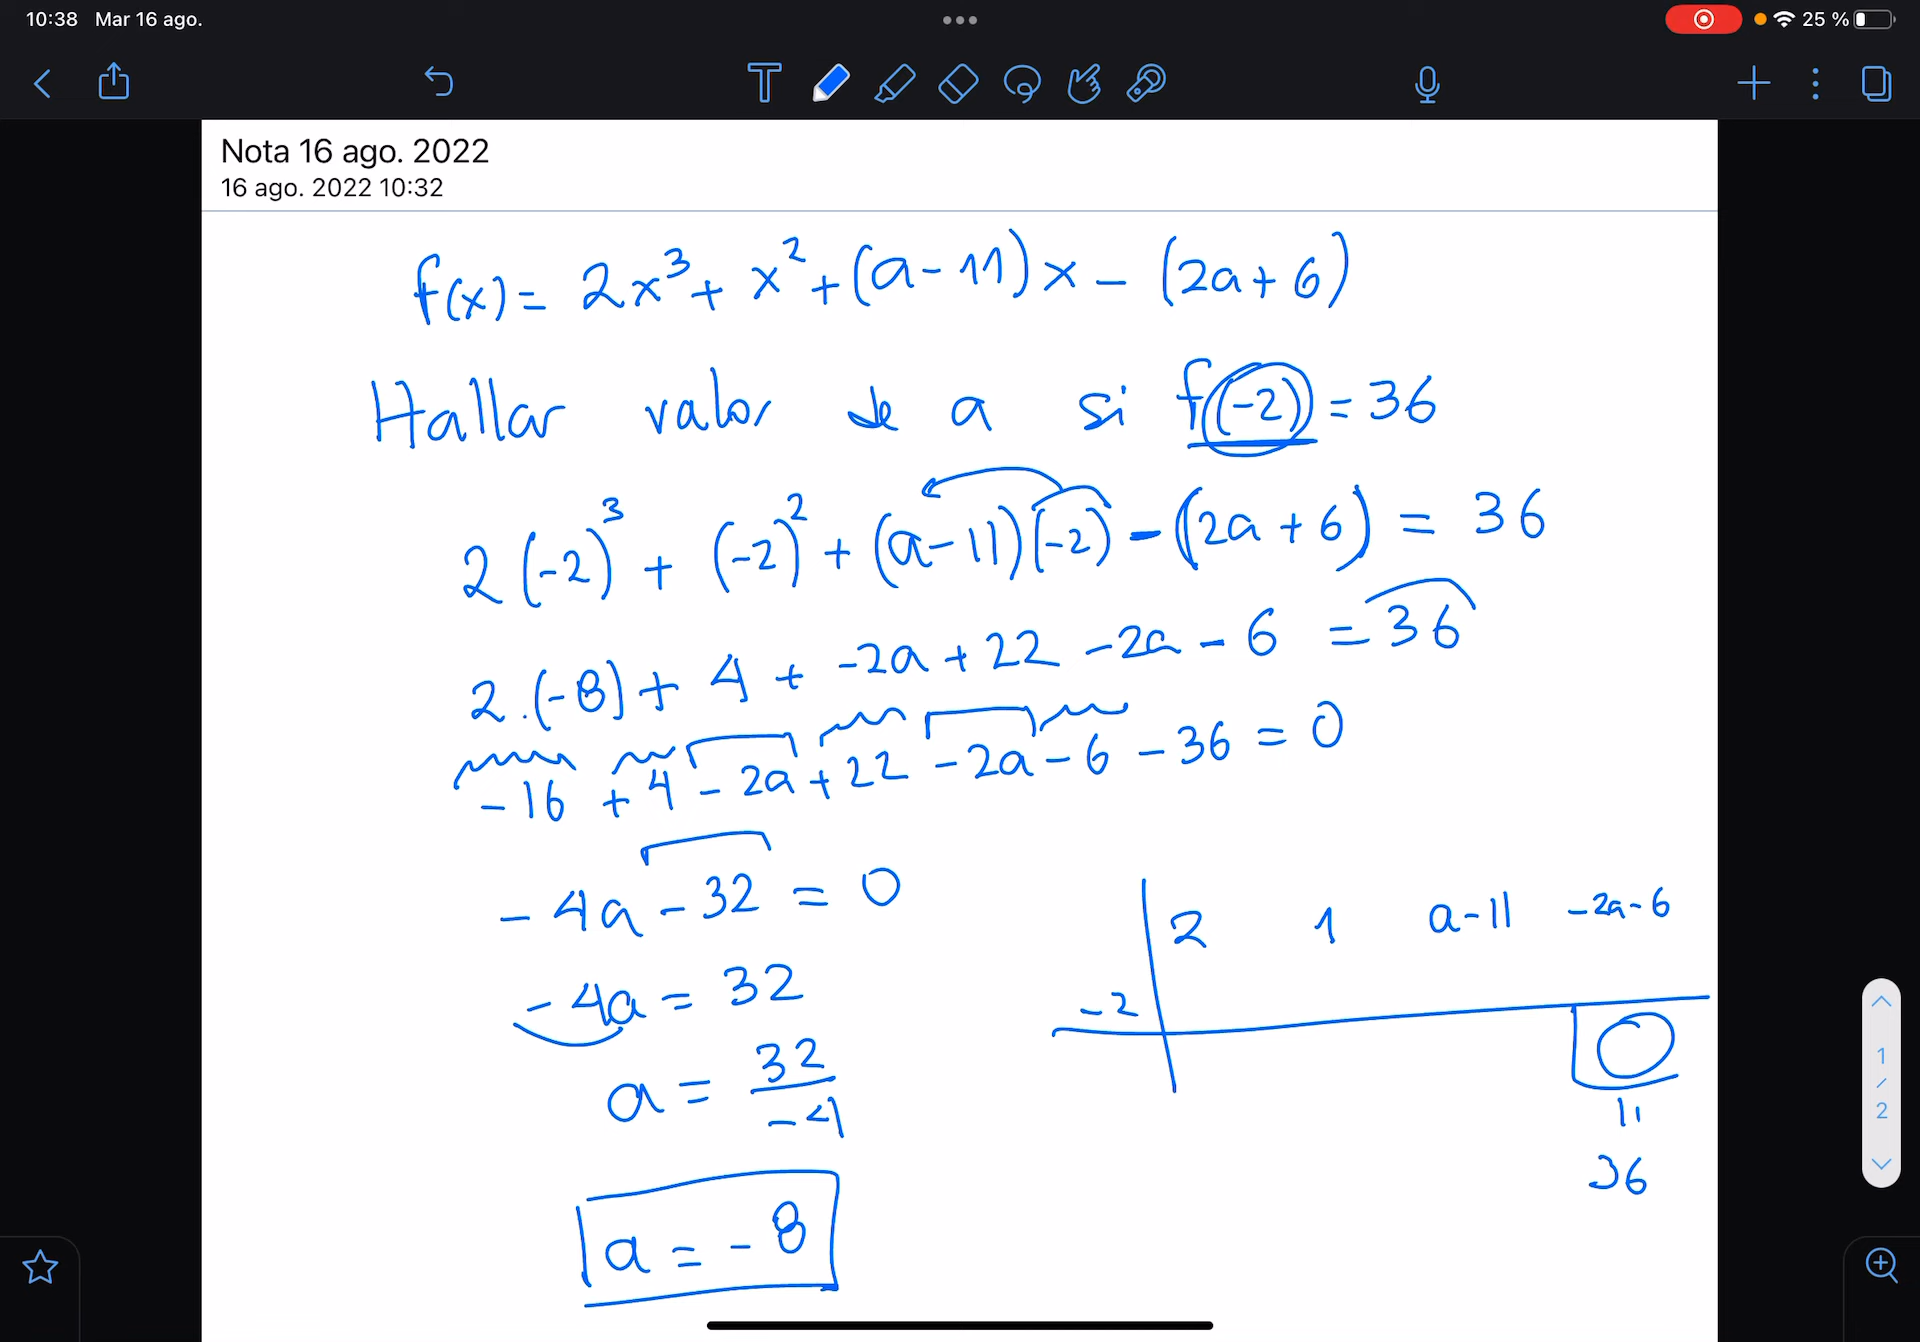 10:38 Mar 16 ago. 25 %
Nota 16 ago. 2022
16 ago. 2022 10:32
f(x) = 2x³ + x² + (a - 11)x - (2a + 6)
Hallar valor de a si f(-2) = 36
2(-2)³ + (-2)² + (a - 11)(-2) - (2a + 6) = 36
2.(-8) + 4 + -2a + 22 - 2a - 6 = 36
-16 + 4 - 2a + 22 - 2a - 6 - 36 = 0
-4a - 32 = 0
-4a = 32
a = 32/-4
a = -8
2 1 a-11 -2a-6
-2
0
=
36
1 / 2